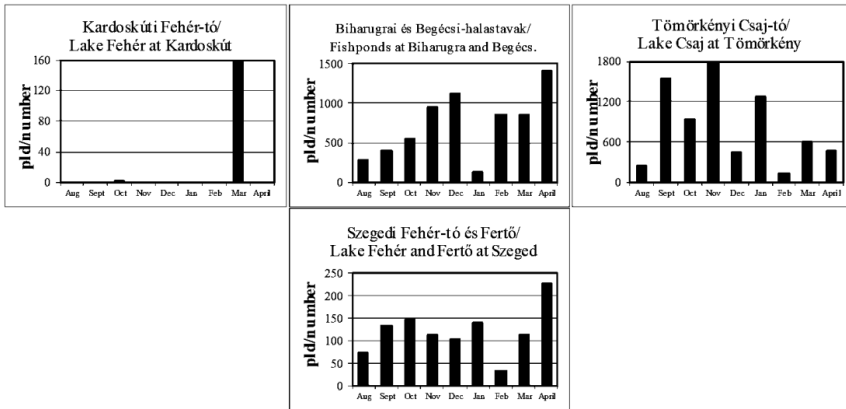 Kardoskúti Fehér-tó/
Lake Fehér at Kardoskút
pld/number
160
120
80
40
0
Aug Sept Oct Nov Dec Jan Feb Mar April
Biharugrai és Begécsi-halastavak/
Fishponds at Biharugra and Begécs.
pld/number
1500
1000
500
0
Aug Sept Oct Nov Dec Jan Feb Mar April
Tömörkényi Csaj-tó/
Lake Csaj at Tömörkény
pld/number
1800
1200
600
0
Aug Sept Oct Nov Dec Jan Feb Mar April
Szegedi Fehér-tó és Fertő/
Lake Fehér and Fertő at Szeged
pld/number
250
200
150
100
50
0
Aug Sept Oct Nov Dec Jan Feb Mar April